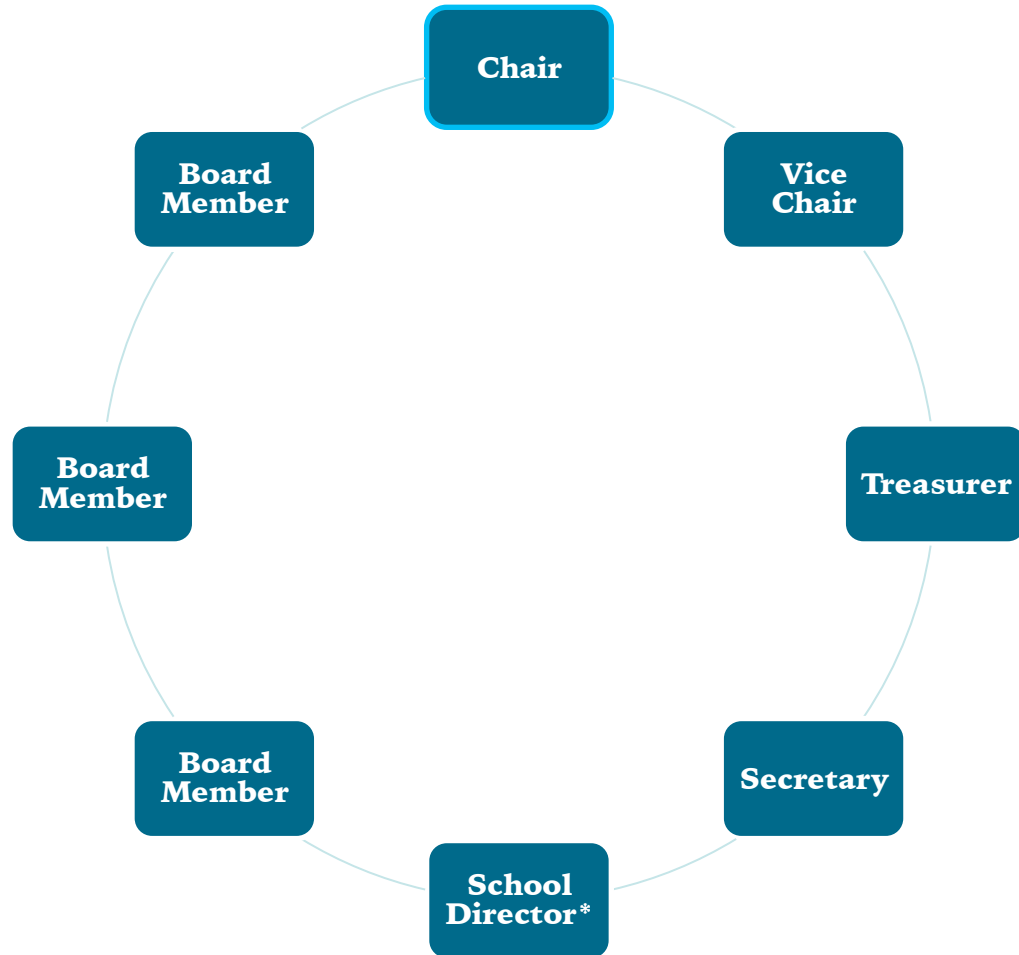 Chair
Vice
Chair
Treasurer
Secretary
School
Director*
Board
Member
Board
Member
Board
Member